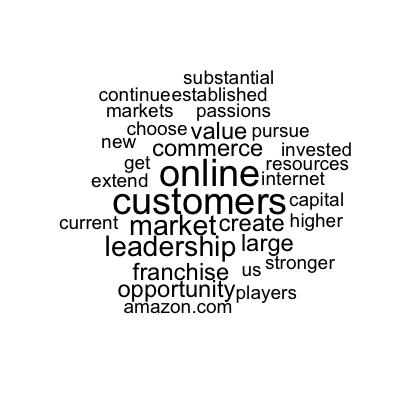 substantial
continue established
markets passions
choose value pursue
new commerce invested
get online resources
extend internet
customers capital
current market create higher
leadership large
franchise us stronger
opportunity players
amazon.com